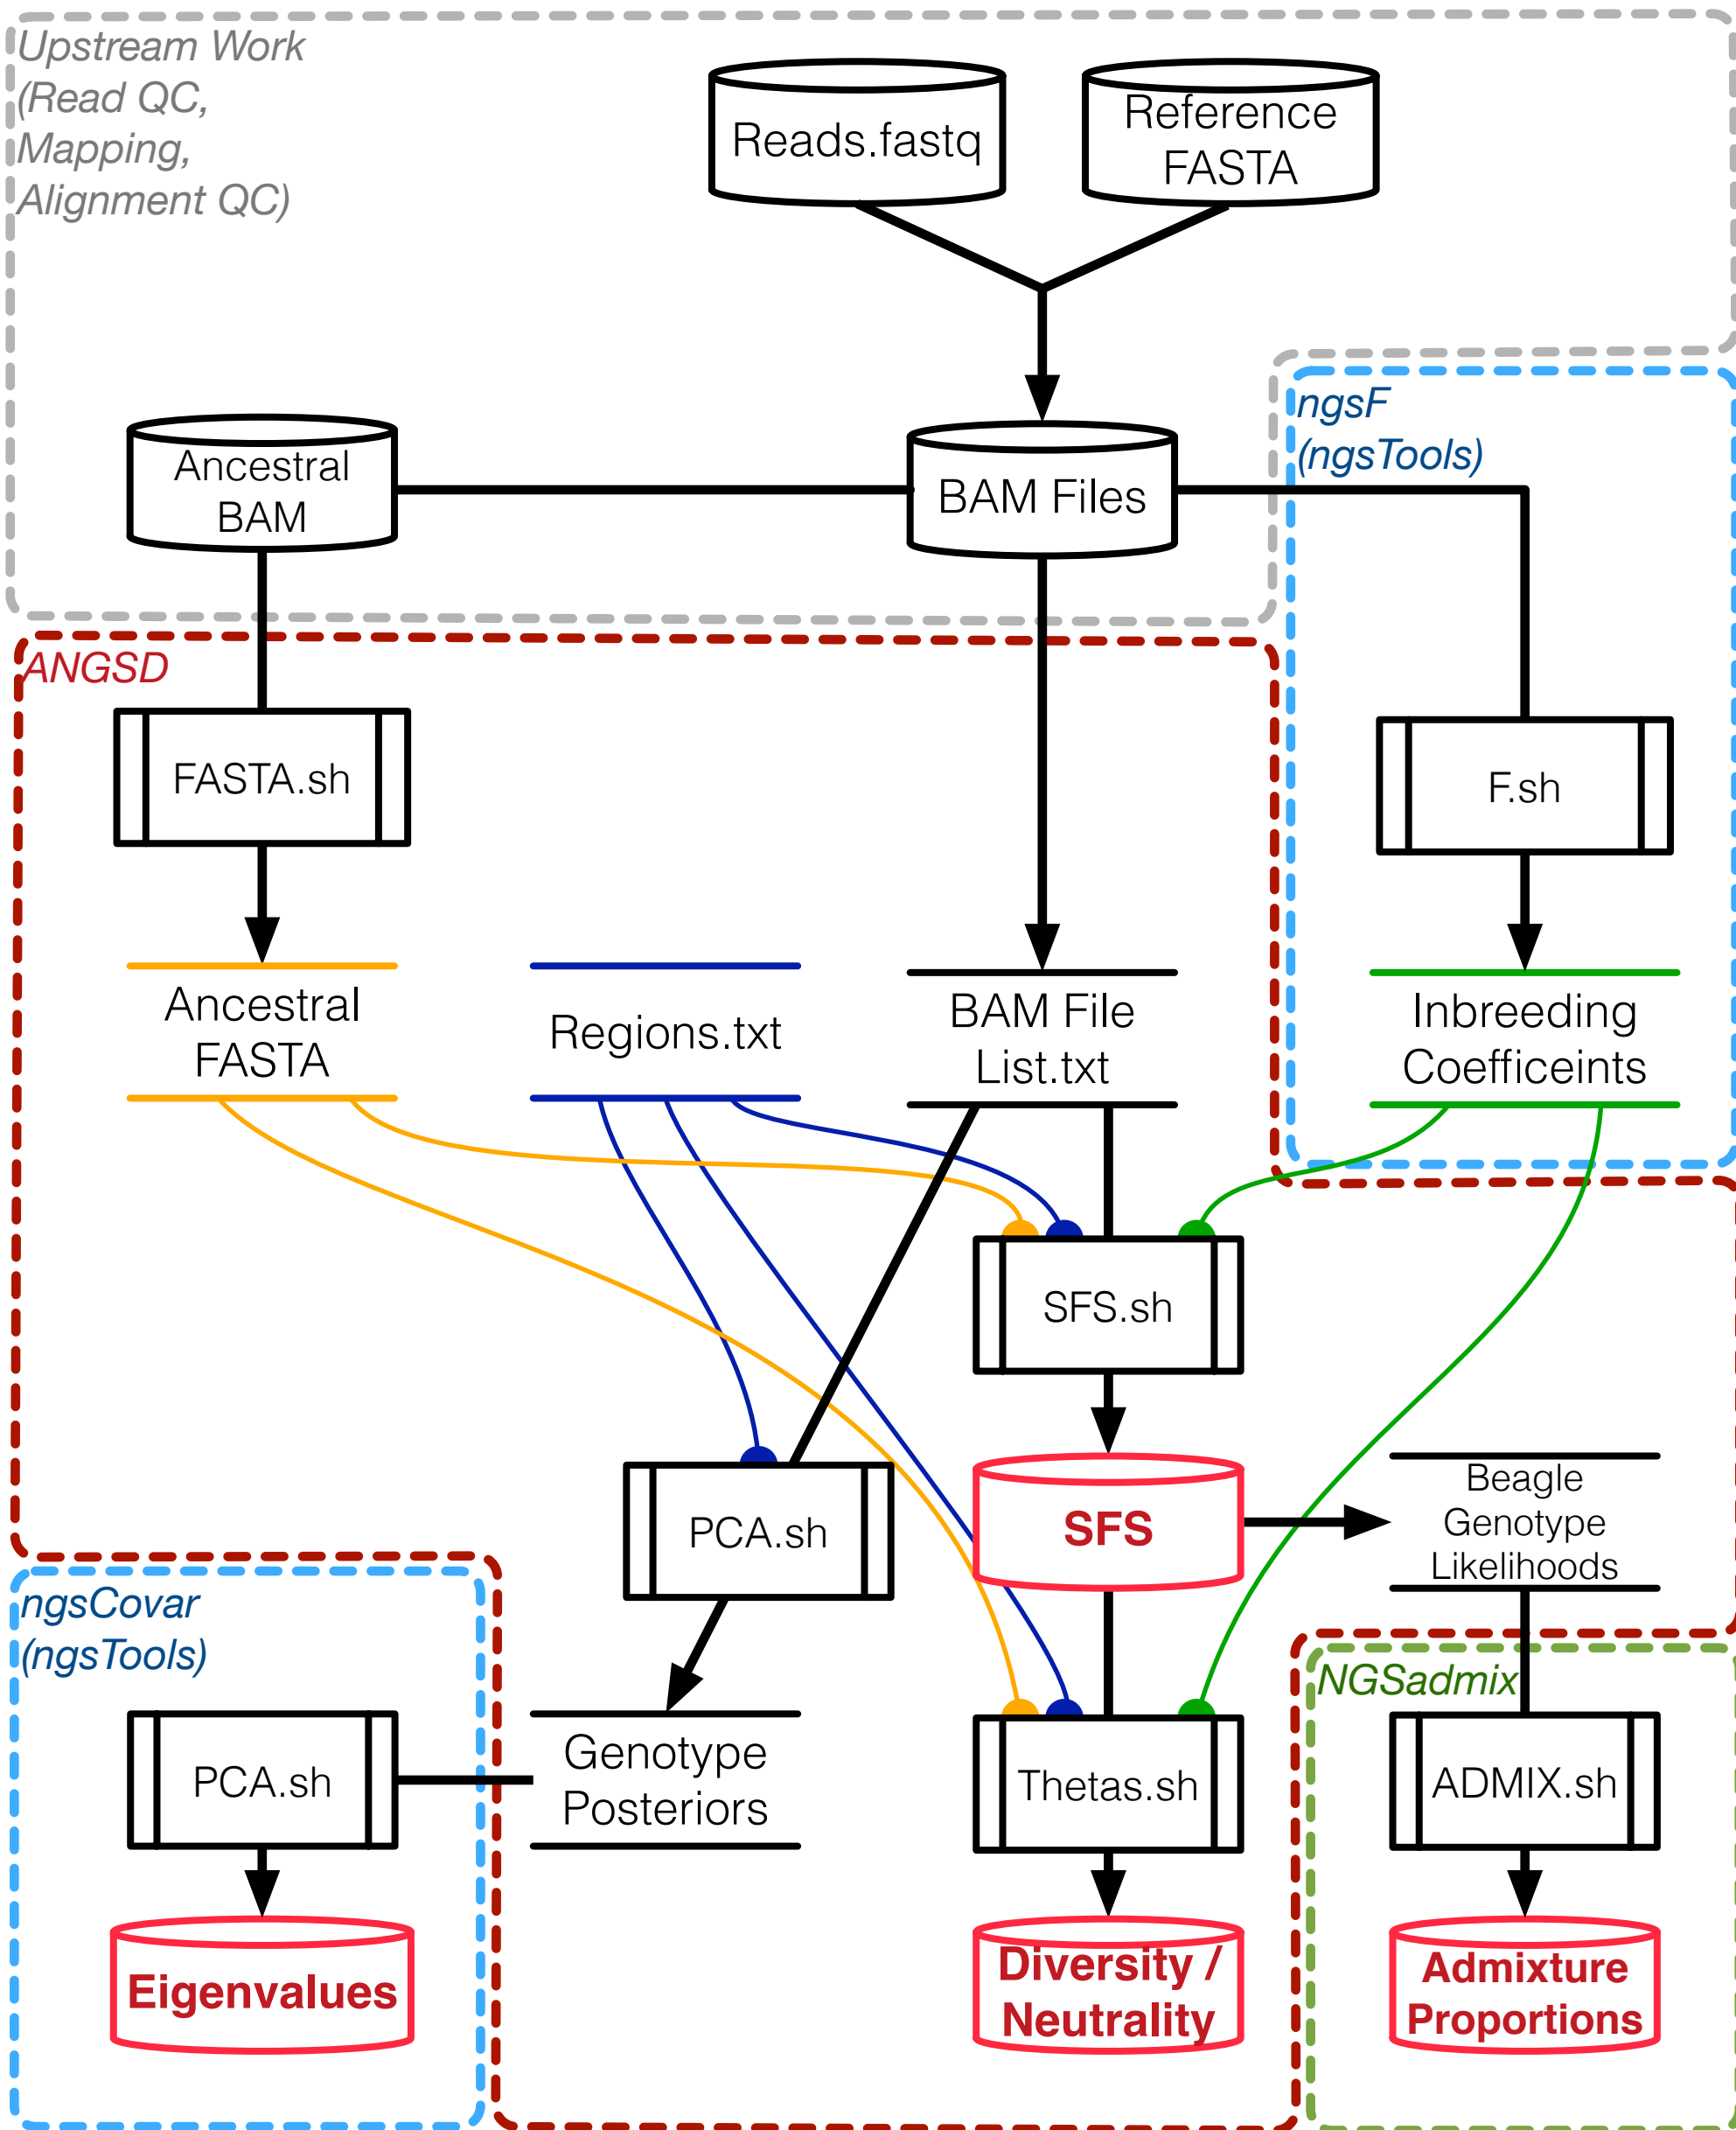 Upstream Work
(Read QC,
Mapping,
Alignment QC)
Reads.fastq
Reference
FASTA
ngsF
(ngsTools)
Ancestral
BAM
BAM Files
ANGSD
FASTA.sh
F.sh
Ancestral
FASTA
Regions.txt
BAM File
List.txt
Inbreeding
Coefficeints
SFS.sh
PCA.sh
SFS
Beagle
Genotype
Likelihoods
ngsCovar
(ngsTools)
NGSadmix
PCA.sh
Genotype
Posteriors
Thetas.sh
ADMIX.sh
Eigenvalues
Diversity /
Neutrality
Admixture
Proportions